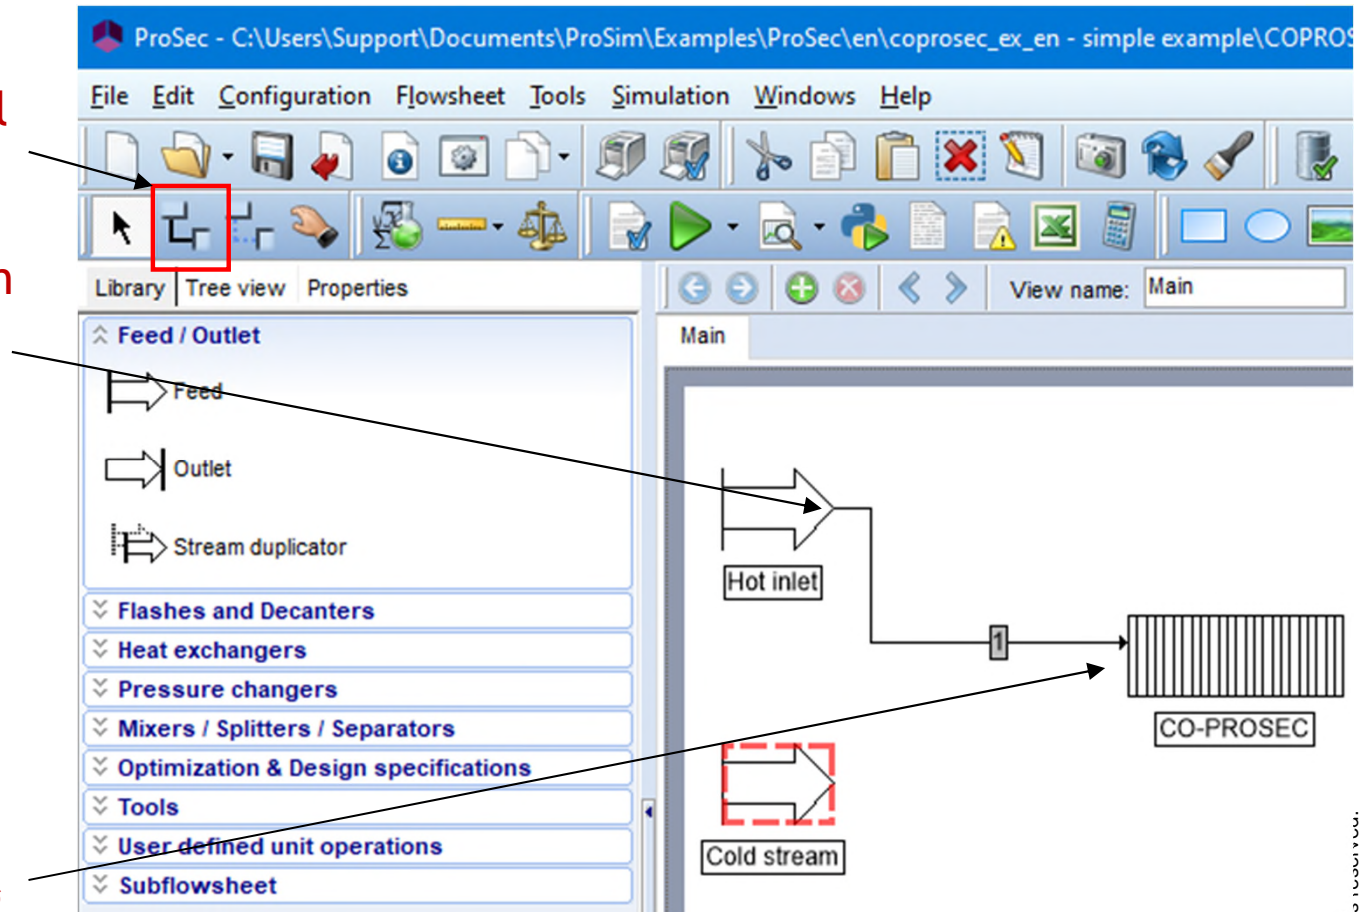 ProSec - C:\Users\Support\Documents\ProSim\Examples\ProSec\en\coprosec_ex_en - simple example\COPROS
File Edit Configuration Flowsheet Tools Simulation Windows Help
Library Tree view Properties
View name: Main
Feed / Outlet
Main
Feed
Outlet
Stream duplicator
Hot inlet
Flashes and Decanters
Heat exchangers
1
Pressure changers
Mixers / Splitters / Separators
CO-PROSEC
Optimization & Design specifications
Tools
User defined unit operations
Cold stream
Subflowsheet